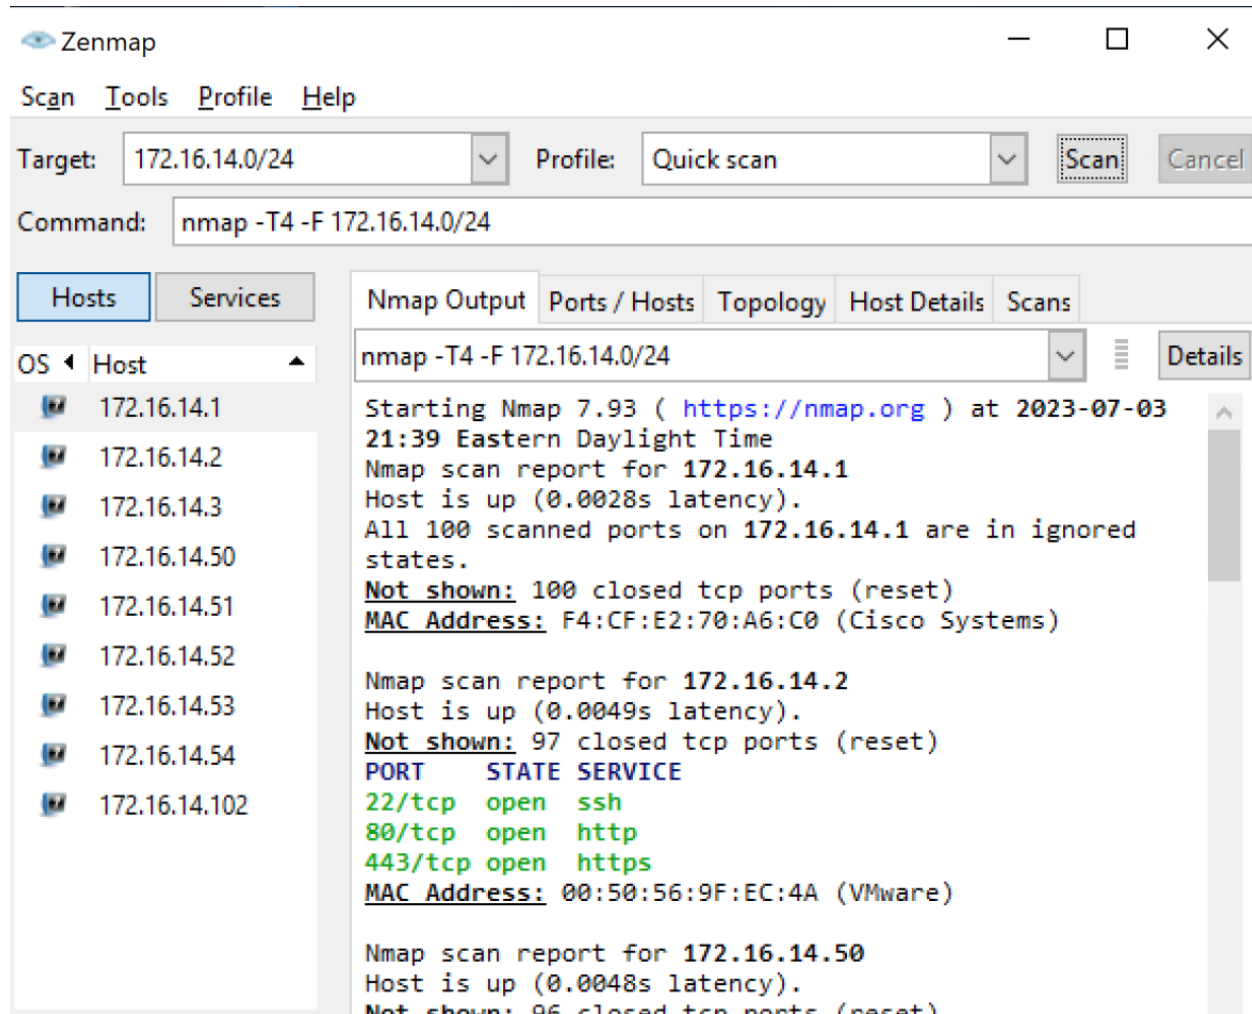 Zenmap
Scan Tools Profile Help
Target: 172.16.14.0/24 Profile: Quick scan Scan Cancel
Command: nmap -T4 -F 172.16.14.0/24
Hosts Services
Nmap Output Ports / Hosts Topology Host Details Scans
OS Host
nmap -T4 -F 172.16.14.0/24 Details
172.16.14.1
172.16.14.2
172.16.14.3
172.16.14.50
172.16.14.51
172.16.14.52
172.16.14.53
172.16.14.54
172.16.14.102
Starting Nmap 7.93 ( https://nmap.org ) at 2023-07-03
21:39 Eastern Daylight Time
Nmap scan report for 172.16.14.1
Host is up (0.0028s latency).
All 100 scanned ports on 172.16.14.1 are in ignored
states.
Not shown: 100 closed tcp ports (reset)
MAC Address: F4:CF:E2:70:A6:C0 (Cisco Systems)
Nmap scan report for 172.16.14.2
Host is up (0.0049s latency).
Not shown: 97 closed tcp ports (reset)
PORT STATE SERVICE
22/tcp open ssh
80/tcp open http
443/tcp open https
MAC Address: 00:50:56:9F:EC:4A (VMware)
Nmap scan report for 172.16.14.50
Host is up (0.0048s latency).
Not shown: 96 closed tcp ports (reset)